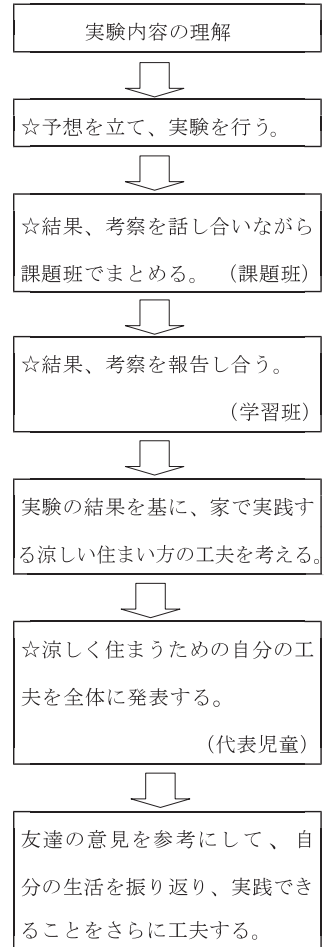 実験内容の理解
☆予想を立て、実験を行う。
☆結果、考察を話し合いながら
課題班でまとめる。 （課題班）
☆結果、考察を報告し合う。
（学習班）
実験の結果を基に、家で実践す
る涼しい住まい方の工夫を考える。
☆涼しく住まうための自分の工
夫を全体に発表する。
（代表児童）
友達の意見を参考にして、自
分の生活を振り返り、実践でき
ることをさらに工夫する。